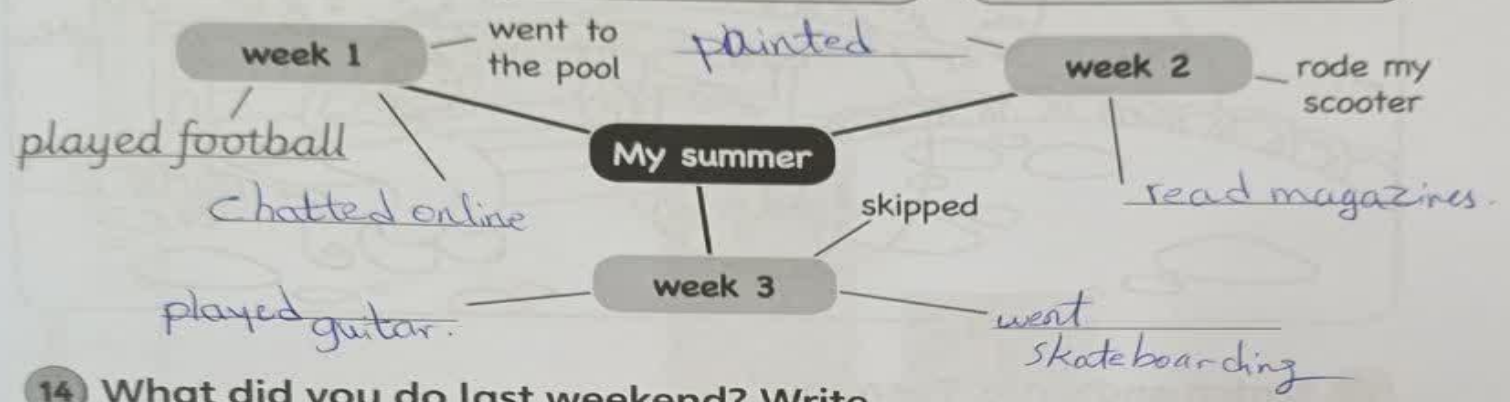 week 1
went to
the pool
painted
week 2
rode my
scooter
played football
My summer
Chatted online
read magazines.
skipped
week 3
played guitar.
went
skateboarding
14 What did you do last weekend? Write